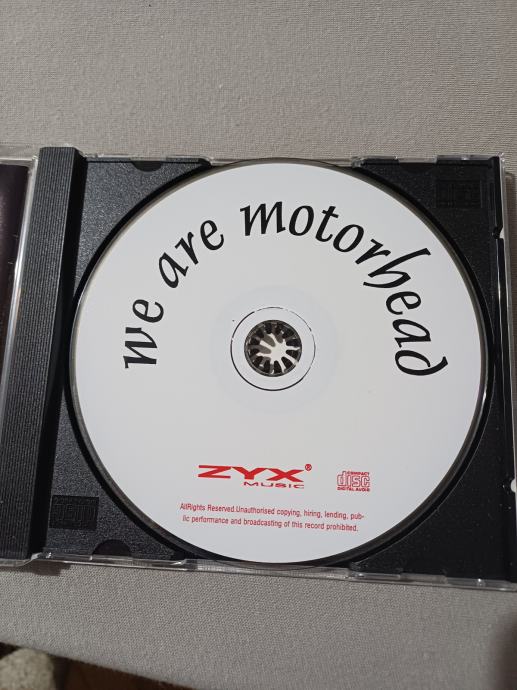 we are motorhead
ZYX®
MUSIC
COMPACT
disc
DIGITAL AUDIO
AllRights Reserved.Unauthorised copying, hiring, lending, pub-
lic performance and broadcasting of this record prohibited.